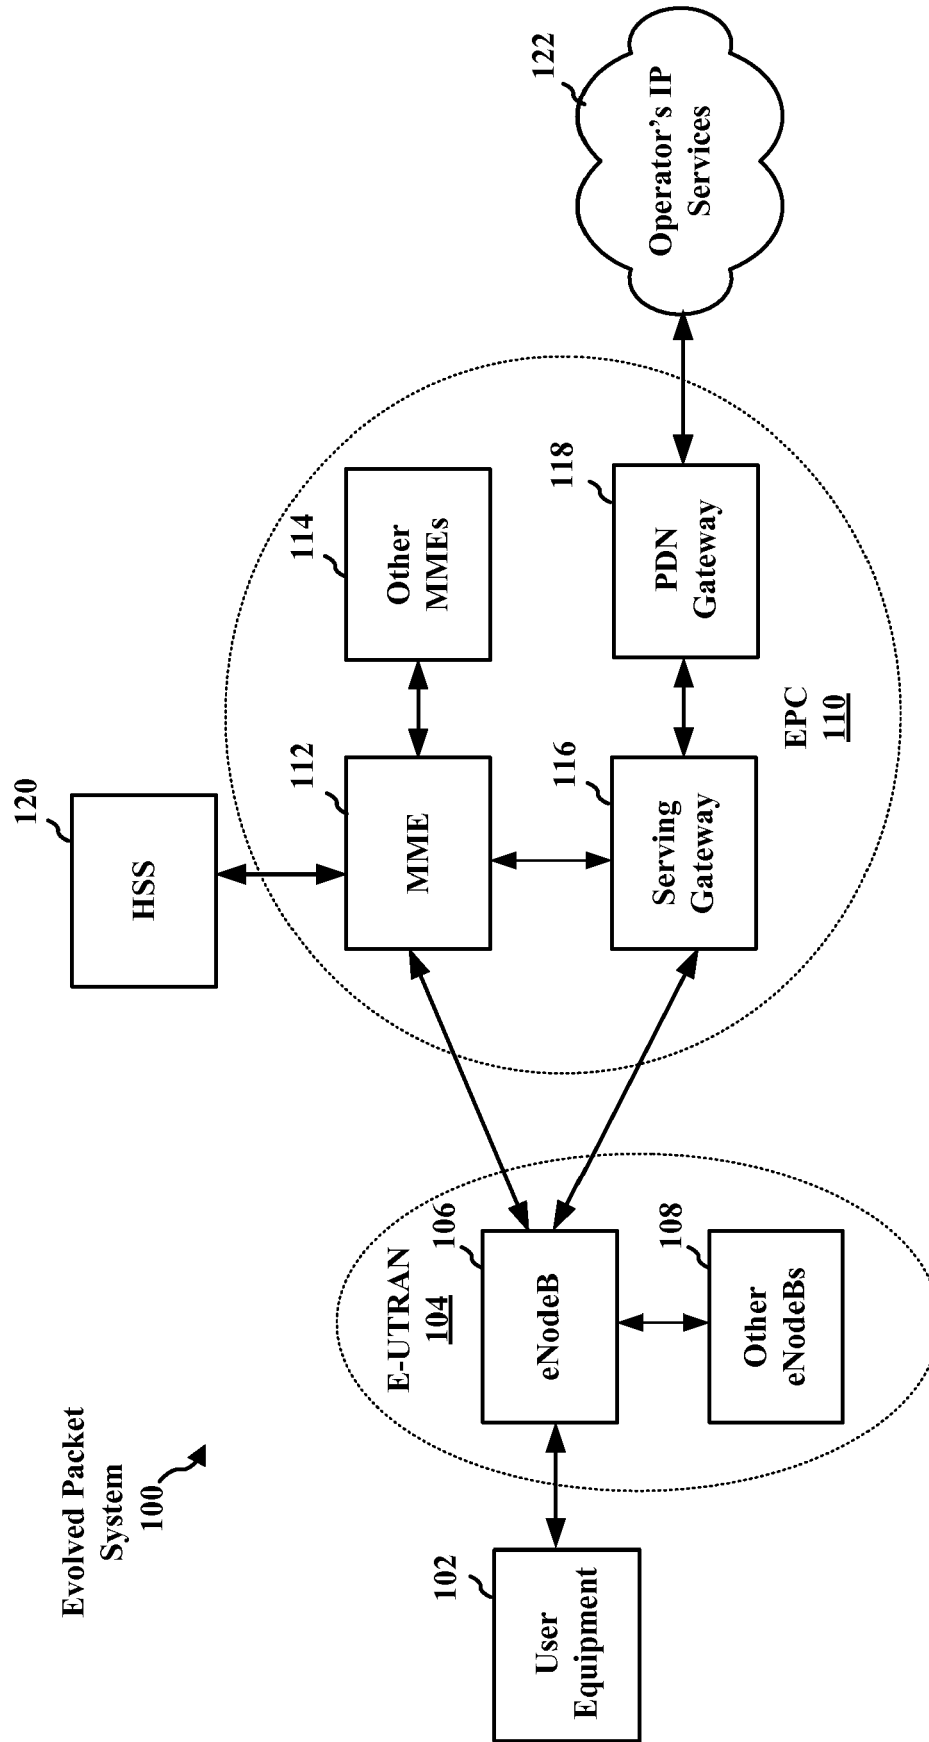 Evolved Packet
System
100
120
HSS
122
Operator's IP
Services
112
MME
114
Other
MMEs
116
Serving
Gateway
118
PDN
Gateway
EPC
110
E-UTRAN
104
106
eNodeB
108
Other
eNodeBs
102
User
Equipment